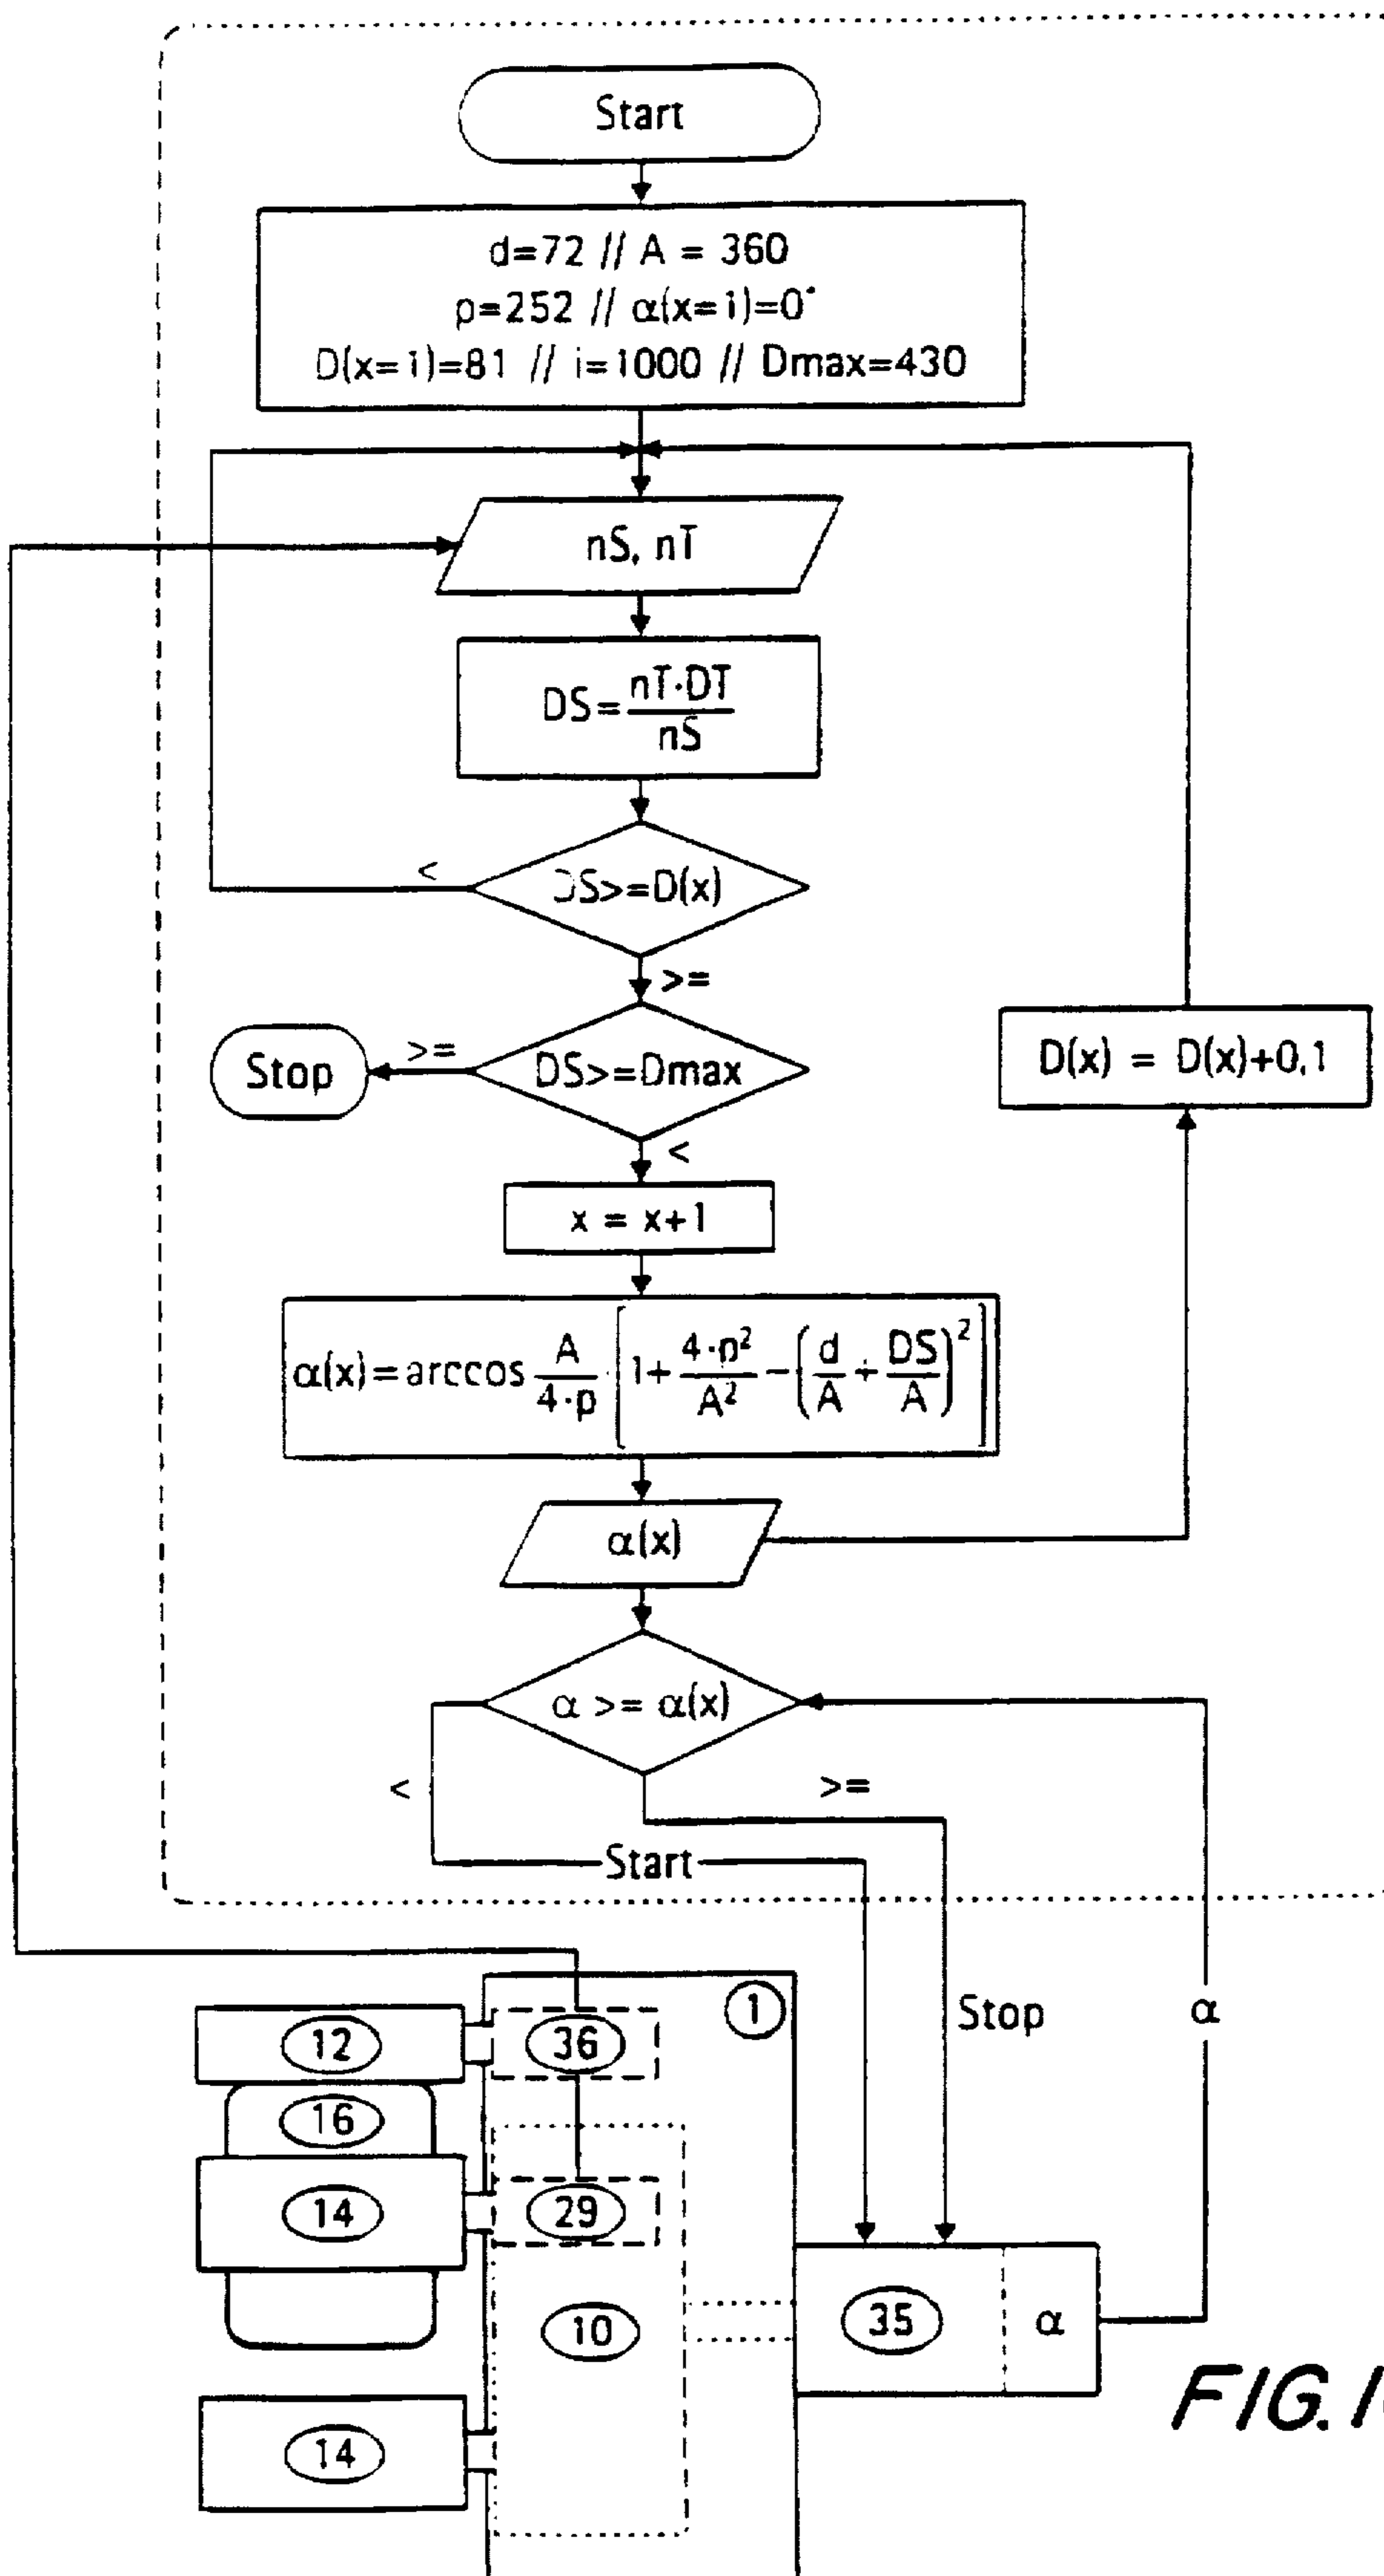 Start
d=72 // A = 360
p=252 // α(x=1)=0°
D(x=1)=81 // i=1000 // Dmax=430
nS, nT
DS=nT·DT/nS
DS>=D(x)
<
>=
DS>=Dmax
>=
Stop
<
D(x) = D(x)+0,1
x = x+1
α(x)=arccos A/4·p · [1+ 4·p²/A² - (d/A + DS/A)²]
α(x)
α >= α(x)
<
>=
Start
Stop
α
1
12
36
16
14
29
10
35
α
14
FIG. 1